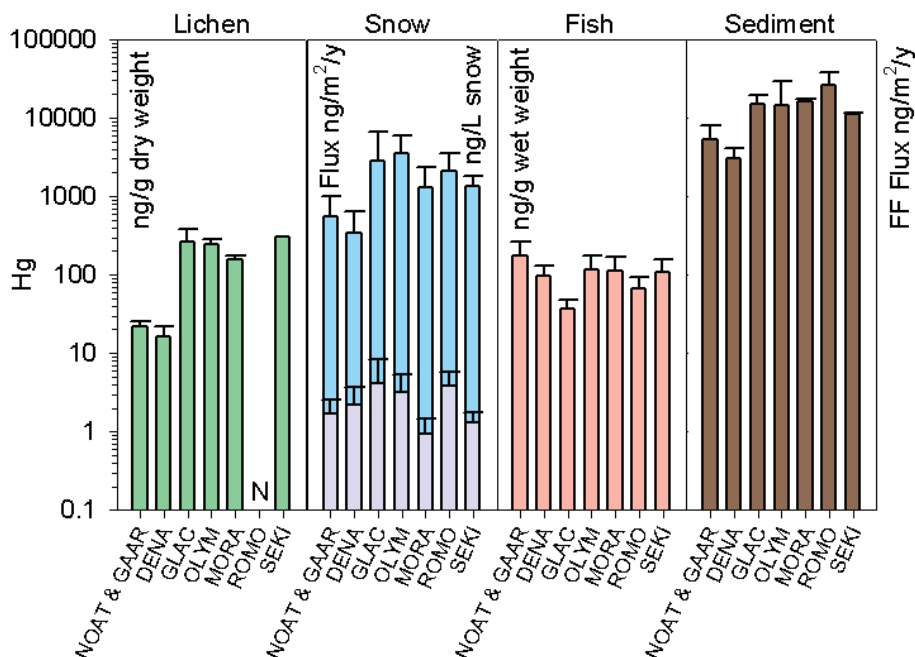 Lichen Snow Fish Sediment
100000
10000
1000
100
10
1
0.1
Hg
ng/g dry weight
Flux ng/m²/y
ng/L snow
ng/g wet weight
FF Flux ng/m²/y
N
NOAT & GAAR
DENA
GLAC
OLYM
MORA
ROMO
SEKI
NOAT & GAAR
DENA
GLAC
OLYM
MORA
ROMO
SEKI
NOAT & GAAR
DENA
GLAC
OLYM
MORA
ROMO
SEKI
NOAT & GAAR
DENA
GLAC
OLYM
MORA
ROMO
SEKI